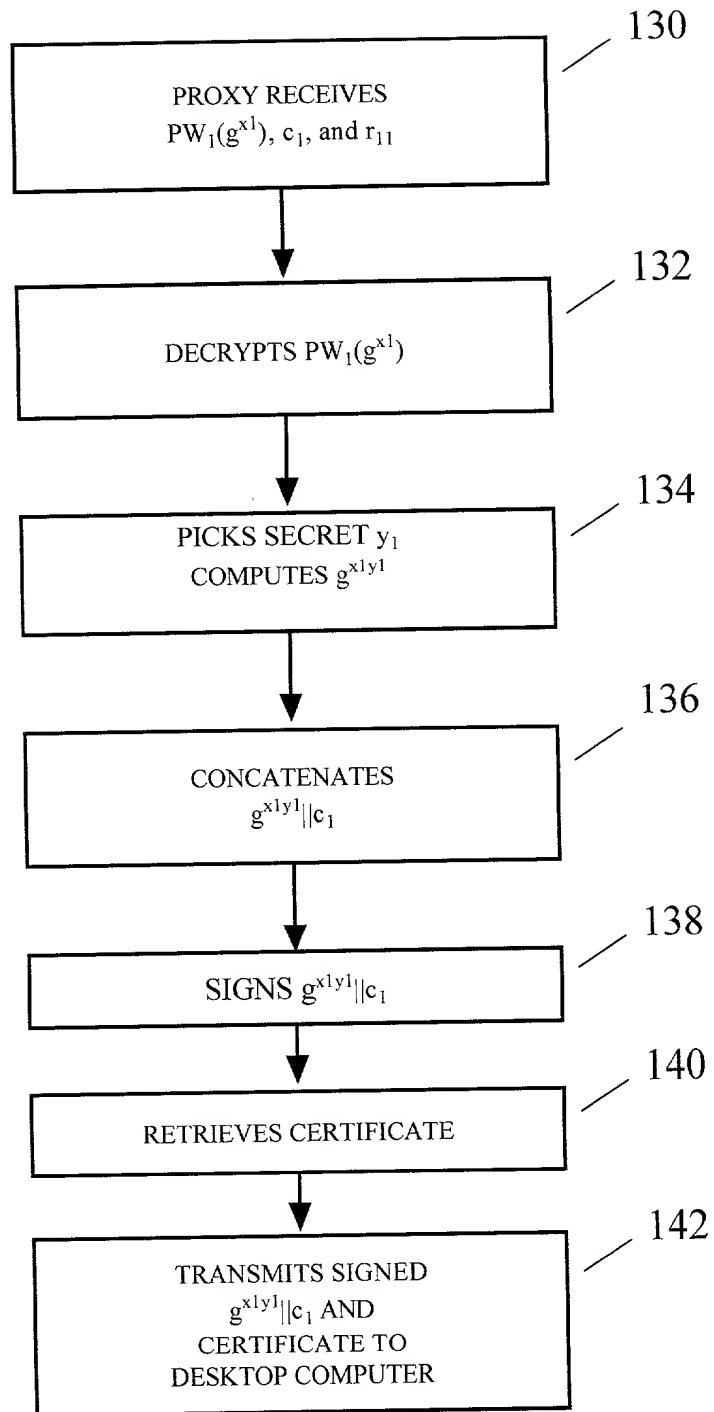 130
PROXY RECEIVES
PW₁(gˣ¹), c₁, and r₁₁
132
DECRYPTS PW₁(gˣ¹)
134
PICKS SECRET y₁
COMPUTES gˣ¹ʸ¹
136
CONCATENATES
gˣ¹ʸ¹||c₁
138
SIGNS gˣ¹ʸ¹||c₁
140
RETRIEVES CERTIFICATE
142
TRANSMITS SIGNED
gˣ¹ʸ¹||c₁ AND
CERTIFICATE TO
DESKTOP COMPUTER